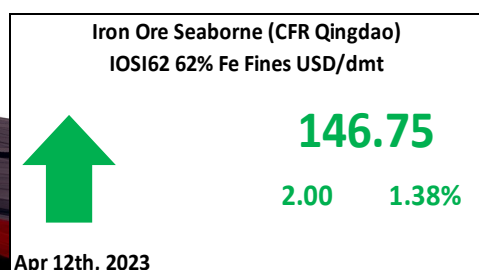 Iron Ore Seaborne (CFR Qingdao)
IOSI62 62% Fe Fines USD/dmt
146.75
2.00 1.38%
Apr 12th, 2023